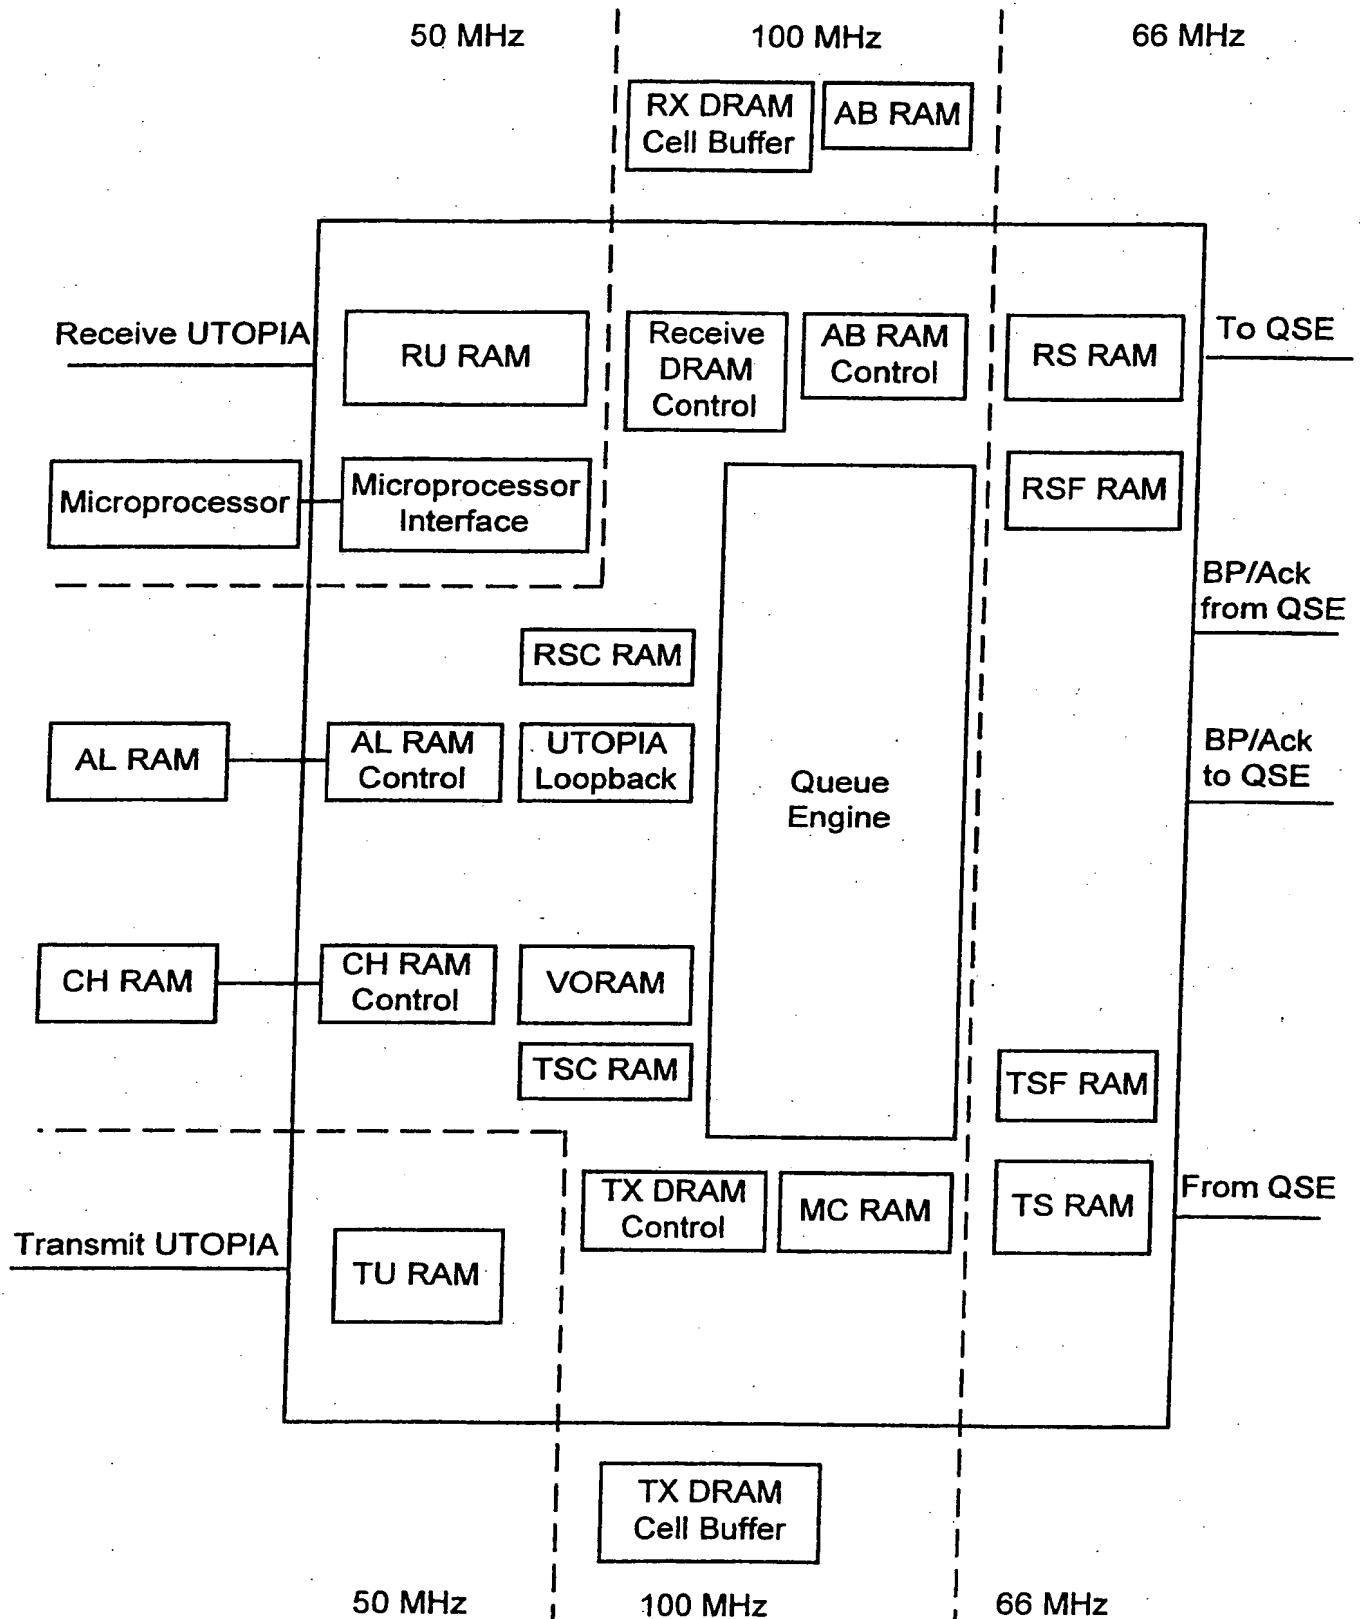 50 MHz
100 MHz
66 MHz
RX DRAM
Cell Buffer
AB RAM
Receive UTOPIA
RU RAM
Receive
DRAM
Control
AB RAM
Control
RS RAM
To QSE
Microprocessor
Microprocessor
Interface
RSF RAM
BP/Ack
from QSE
RSC RAM
AL RAM
AL RAM
Control
UTOPIA
Loopback
Queue
Engine
BP/Ack
to QSE
CH RAM
CH RAM
Control
VORAM
TSC RAM
TSF RAM
Transmit UTOPIA
TU RAM
TX DRAM
Control
MC RAM
TS RAM
From QSE
TX DRAM
Cell Buffer
50 MHz
100 MHz
66 MHz